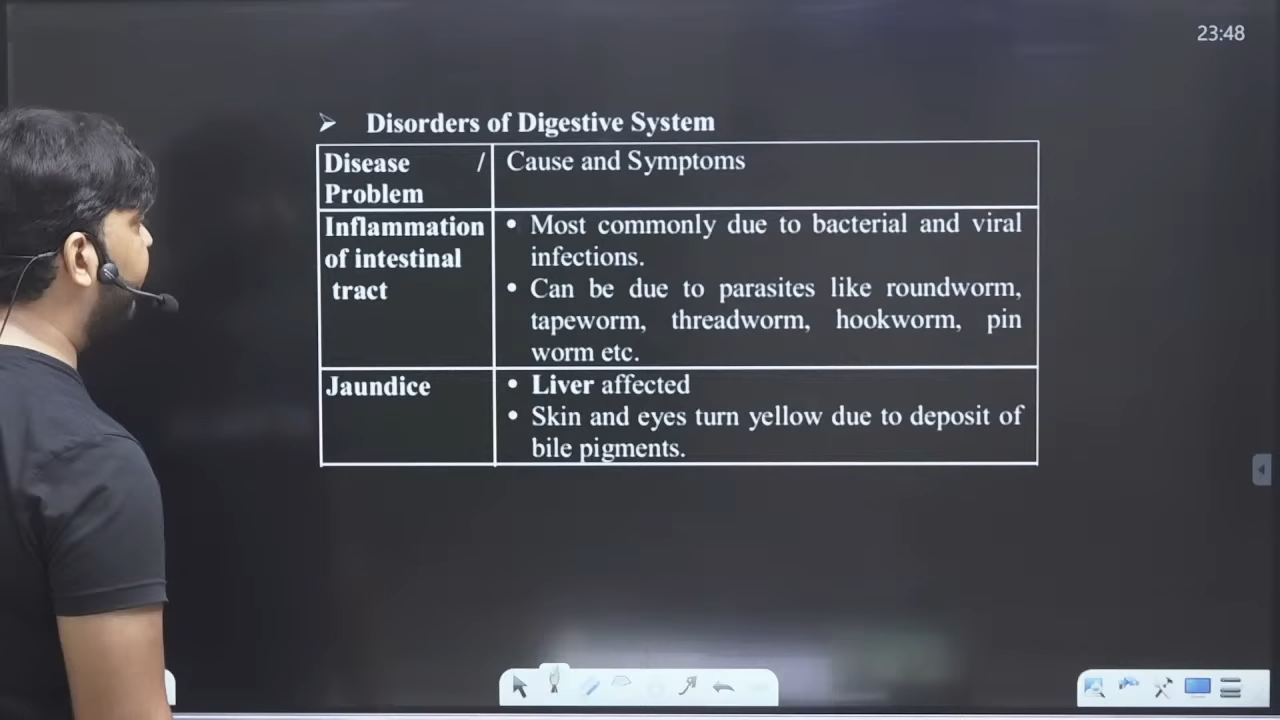 23:48
➢ Disorders of Digestive System
Disease / Problem
Cause and Symptoms
Inflammation
of intestinal
tract
• Most commonly due to bacterial and viral
infections.
• Can be due to parasites like roundworm,
tapeworm, threadworm, hookworm, pin
worm etc.
Jaundice
• Liver affected
• Skin and eyes turn yellow due to deposit of
bile pigments.